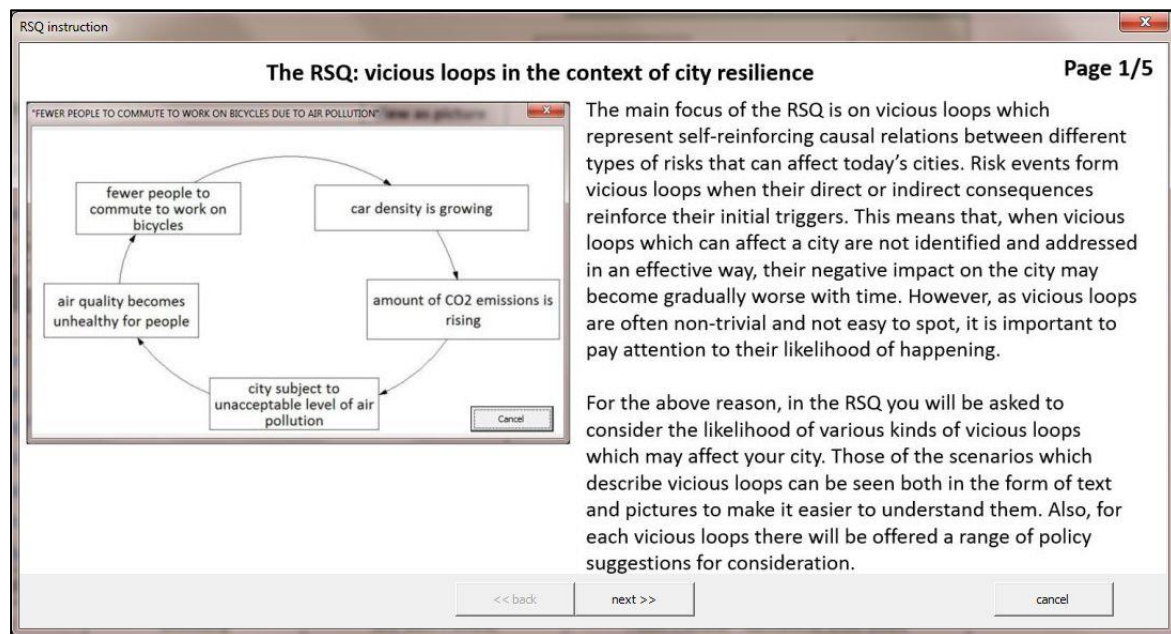 RSQ instruction
The RSQ: vicious loops in the context of city resilience
Page 1/5
"FEWER PEOPLE TO COMMUTE TO WORK ON BICYCLES DUE TO AIR POLLUTION"
fewer people to
commute to work on
bicycles
car density is growing
amount of CO2 emissions is
rising
city subject to
unacceptable level of air
pollution
air quality becomes
unhealthy for people
Cancel
The main focus of the RSQ is on vicious loops which
represent self-reinforcing causal relations between different
types of risks that can affect today's cities. Risk events form
vicious loops when their direct or indirect consequences
reinforce their initial triggers. This means that, when vicious
loops which can affect a city are not identified and addressed
in an effective way, their negative impact on the city may
become gradually worse with time. However, as vicious loops
are often non-trivial and not easy to spot, it is important to
pay attention to their likelihood of happening.
For the above reason, in the RSQ you will be asked to
consider the likelihood of various kinds of vicious loops
which may affect your city. Those of the scenarios which
describe vicious loops can be seen both in the form of text
and pictures to make it easier to understand them. Also, for
each vicious loops there will be offered a range of policy
suggestions for consideration.
<< back
next >>
cancel